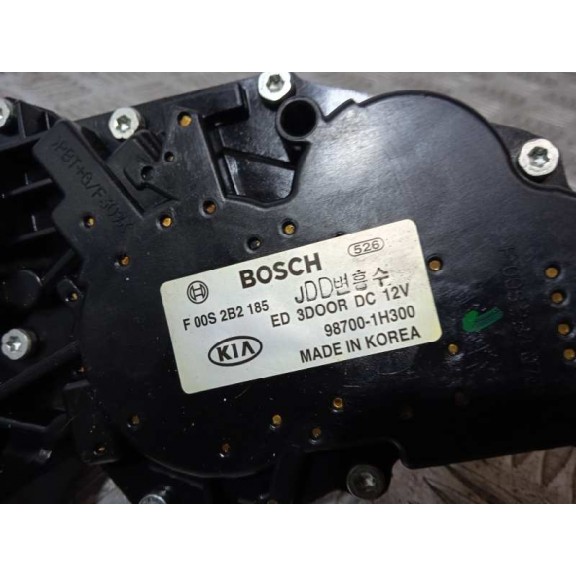 BOSCH
526
F 00S 2B2 185
JDD변흥수
ED 3DOOR DC 12V
98700-1H300
KIA
MADE IN KOREA